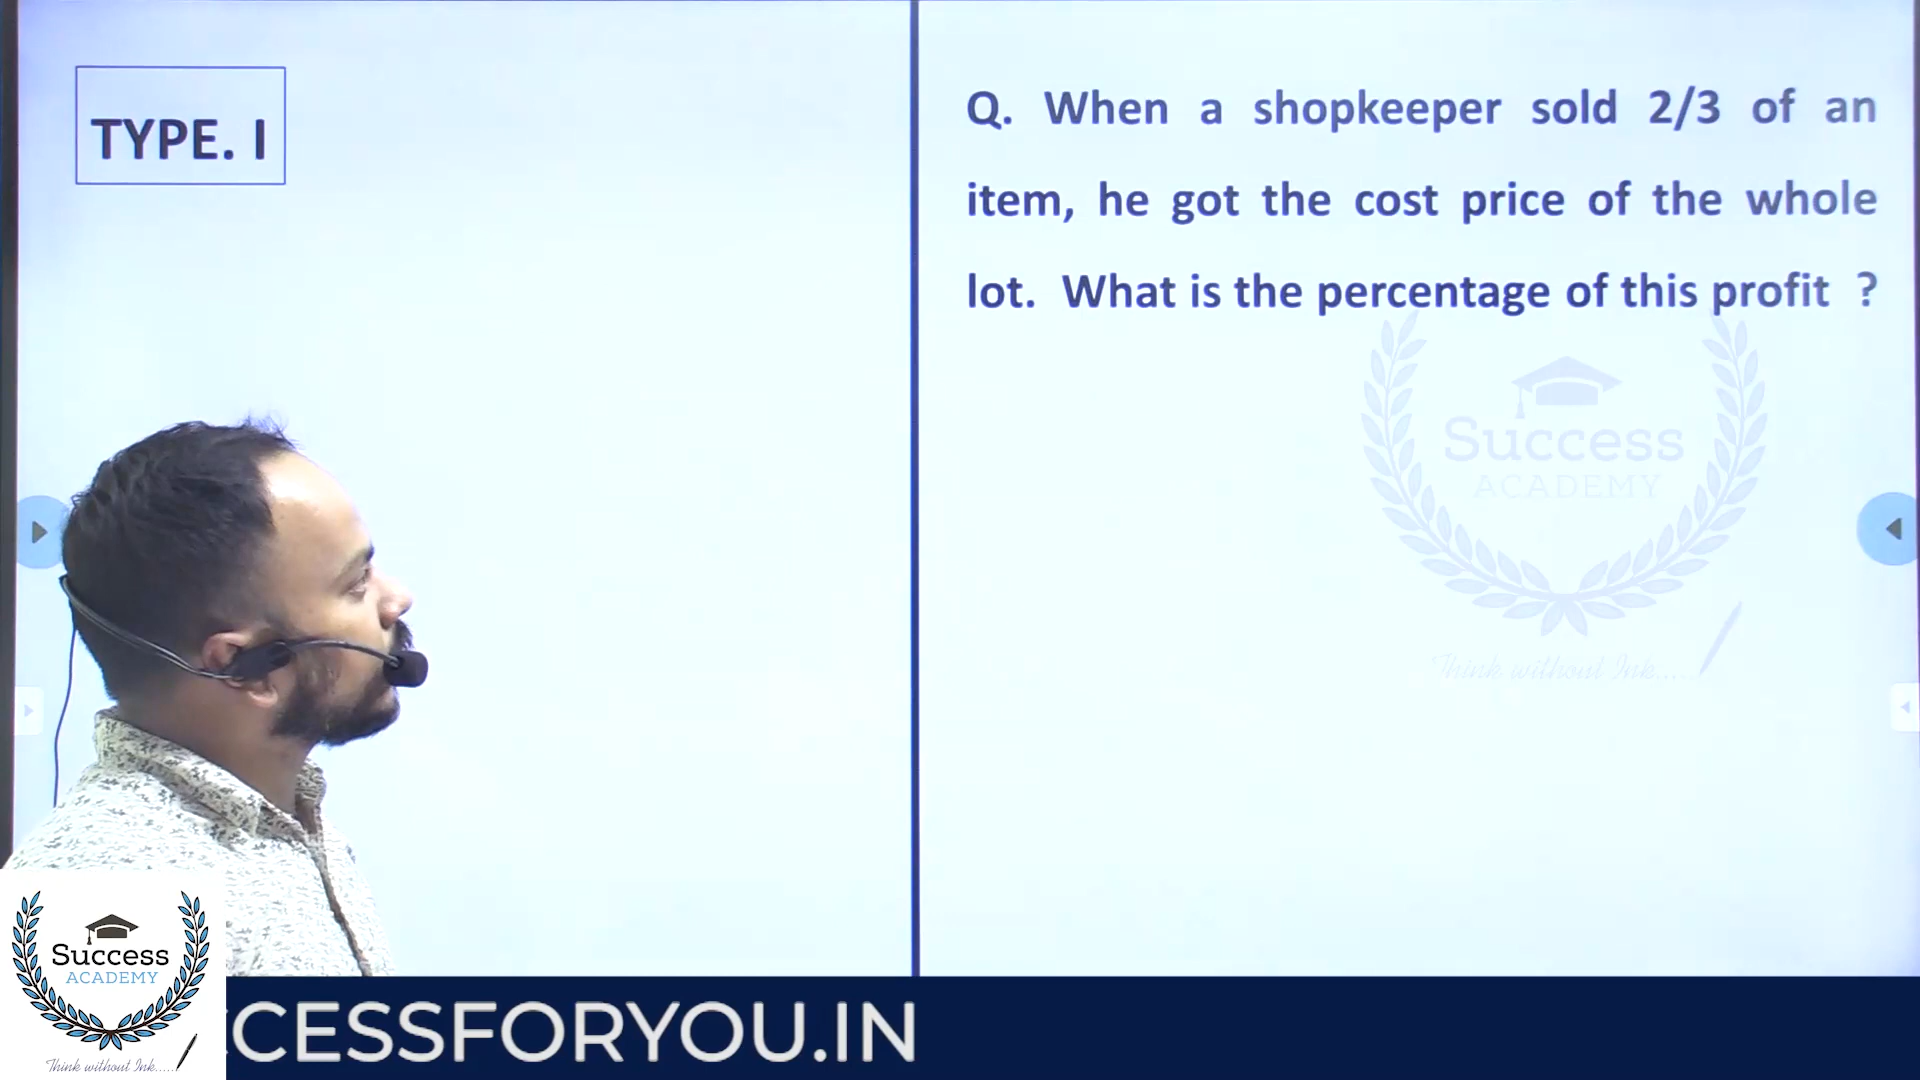 TYPE. I
Q. When a shopkeeper sold 2/3 of an
item, he got the cost price of the whole
lot. What is the percentage of this profit ?
Success
ACADEMY
Think without Ink.....
Success
ACADEMY
Think without Ink.....
CESSFORYOU.IN